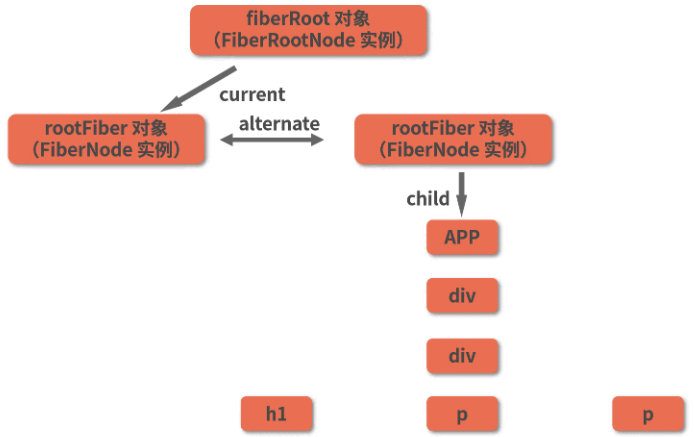 fiberRoot 对象
（FiberRootNode 实例）
current
rootFiber 对象
（FiberNode 实例）
alternate
rootFiber 对象
（FiberNode 实例）
child
APP
div
div
h1
p
p